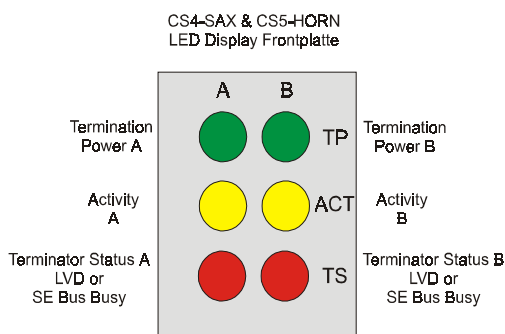 CS4-SAX & CS5-HORN
LED Display Frontplatte
A B
Termination
Power A
TP
Termination
Power B
Activity
A
ACT
Activity
B
Terminator Status A
LVD or
SE Bus Busy
TS
Terminator Status B
LVD or
SE Bus Busy